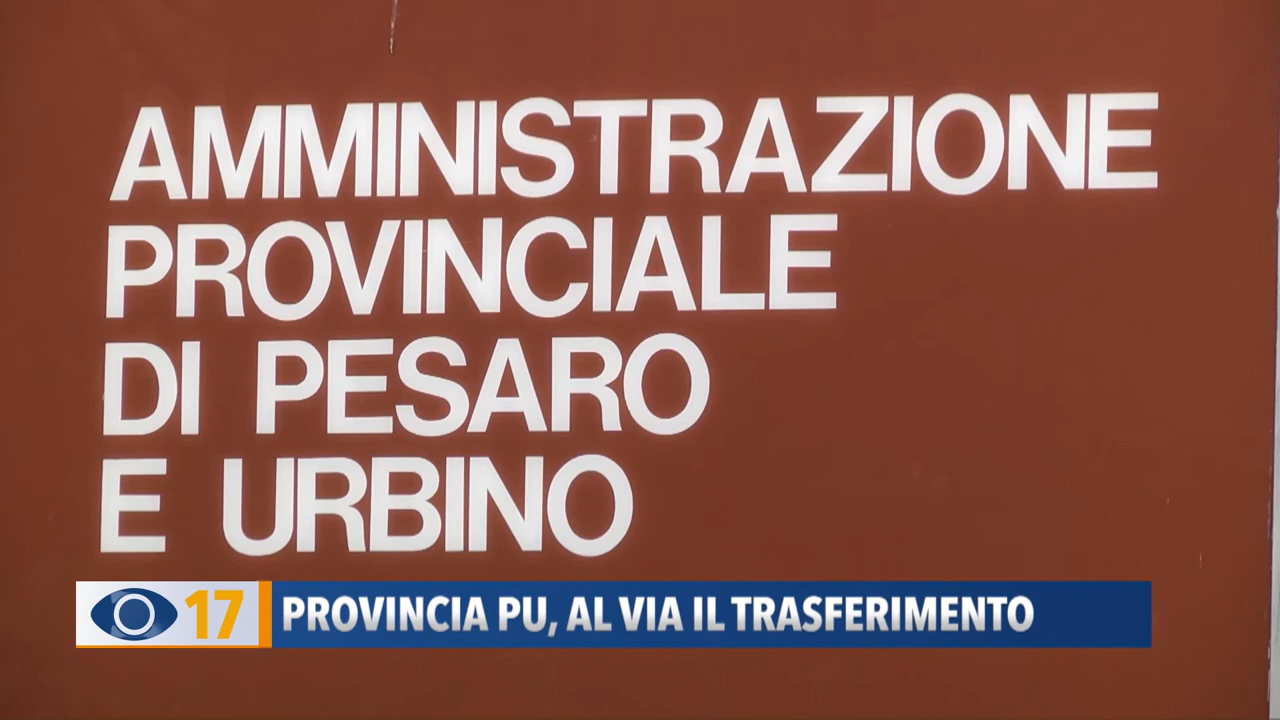 AMMINISTRAZIONE
PROVINCIALE
DI PESARO
E URBINO
17 PROVINCIA PU, AL VIA IL TRASFERIMENTO